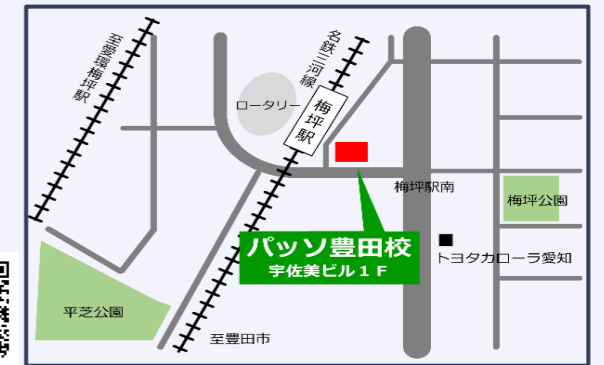 至愛環梅坪駅
名鉄三河線
ロータリー
梅坪駅
梅坪駅南
梅坪公園
パッソ豊田校
宇佐美ビル1F
トヨタカローラ愛知
平芝公園
至豊田市